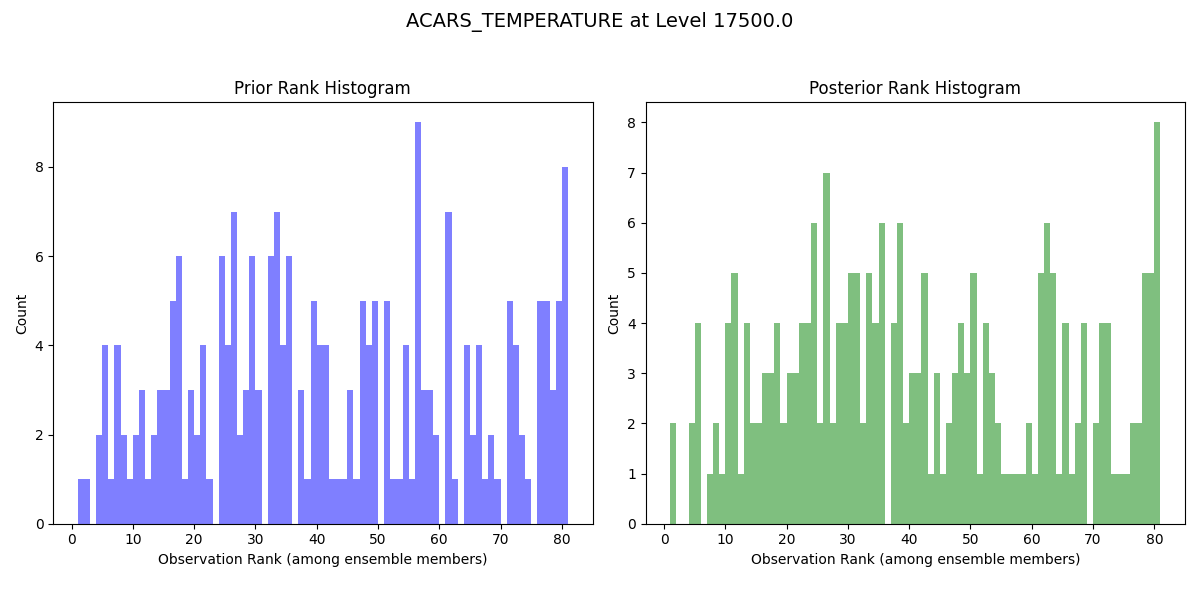 ACARS_TEMPERATURE at Level 17500.0
Prior Rank Histogram
Count
8
6
4
2
0
0 10 20 30 40 50 60 70 80
Observation Rank (among ensemble members)
Posterior Rank Histogram
Count
8
7
6
5
4
3
2
1
0
0 10 20 30 40 50 60 70 80
Observation Rank (among ensemble members)